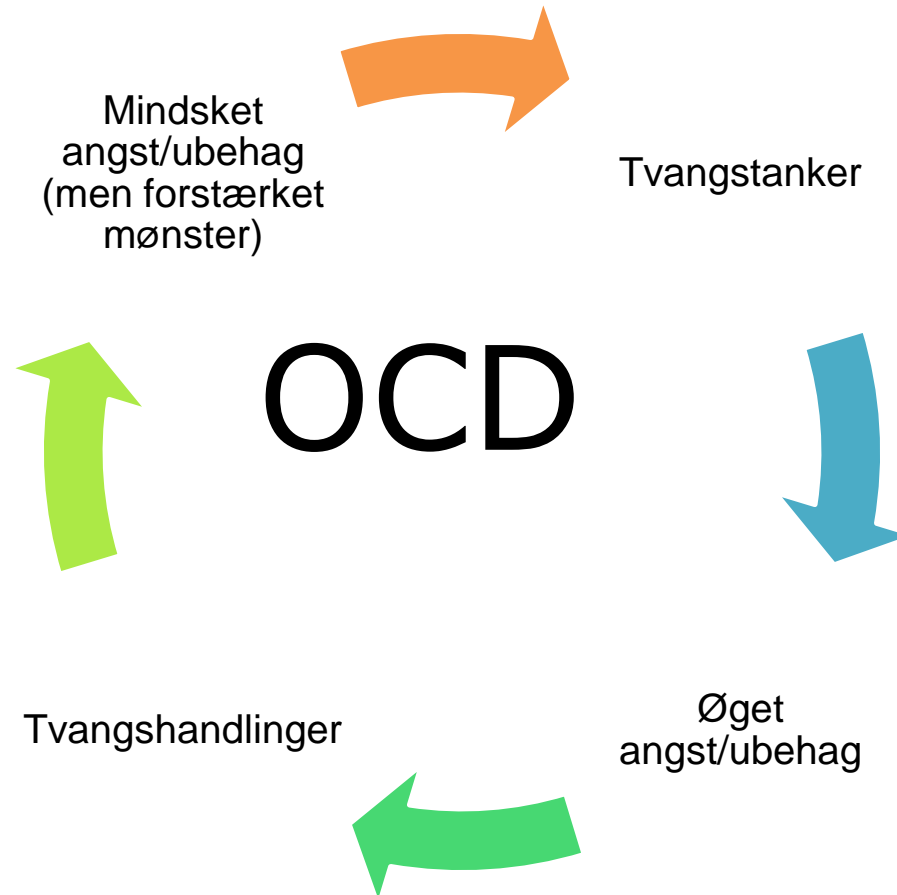 Mindsket
angst/ubehag
(men forstærket
mønster)
Tvangstanker
OCD
Tvangshandlinger
Øget
angst/ubehag